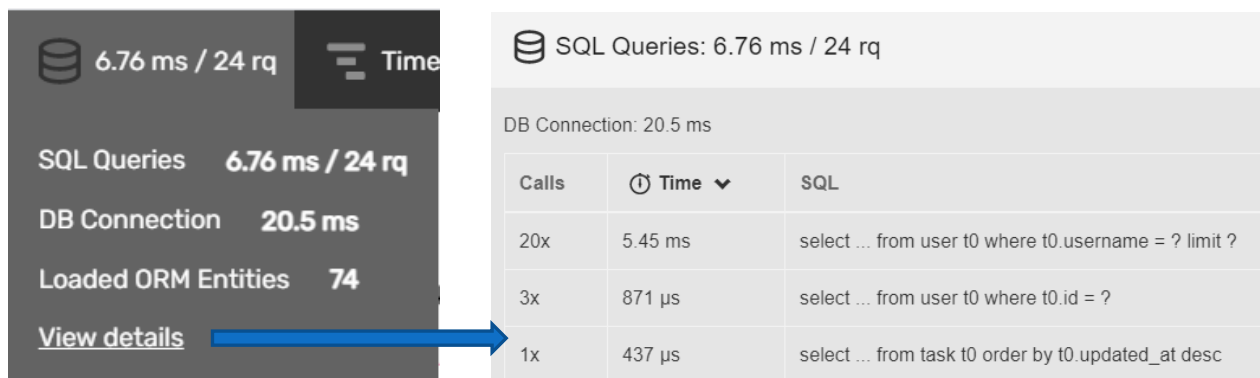 6.76 ms / 24 rq Time
SQL Queries 6.76 ms / 24 rq
DB Connection 20.5 ms
Loaded ORM Entities 74
View details
SQL Queries: 6.76 ms / 24 rq
DB Connection: 20.5 ms
Calls Time SQL
20x 5.45 ms select ... from user t0 where t0.username = ? limit ?
3x 871 µs select ... from user t0 where t0.id = ?
1x 437 µs select ... from task t0 order by t0.updated_at desc